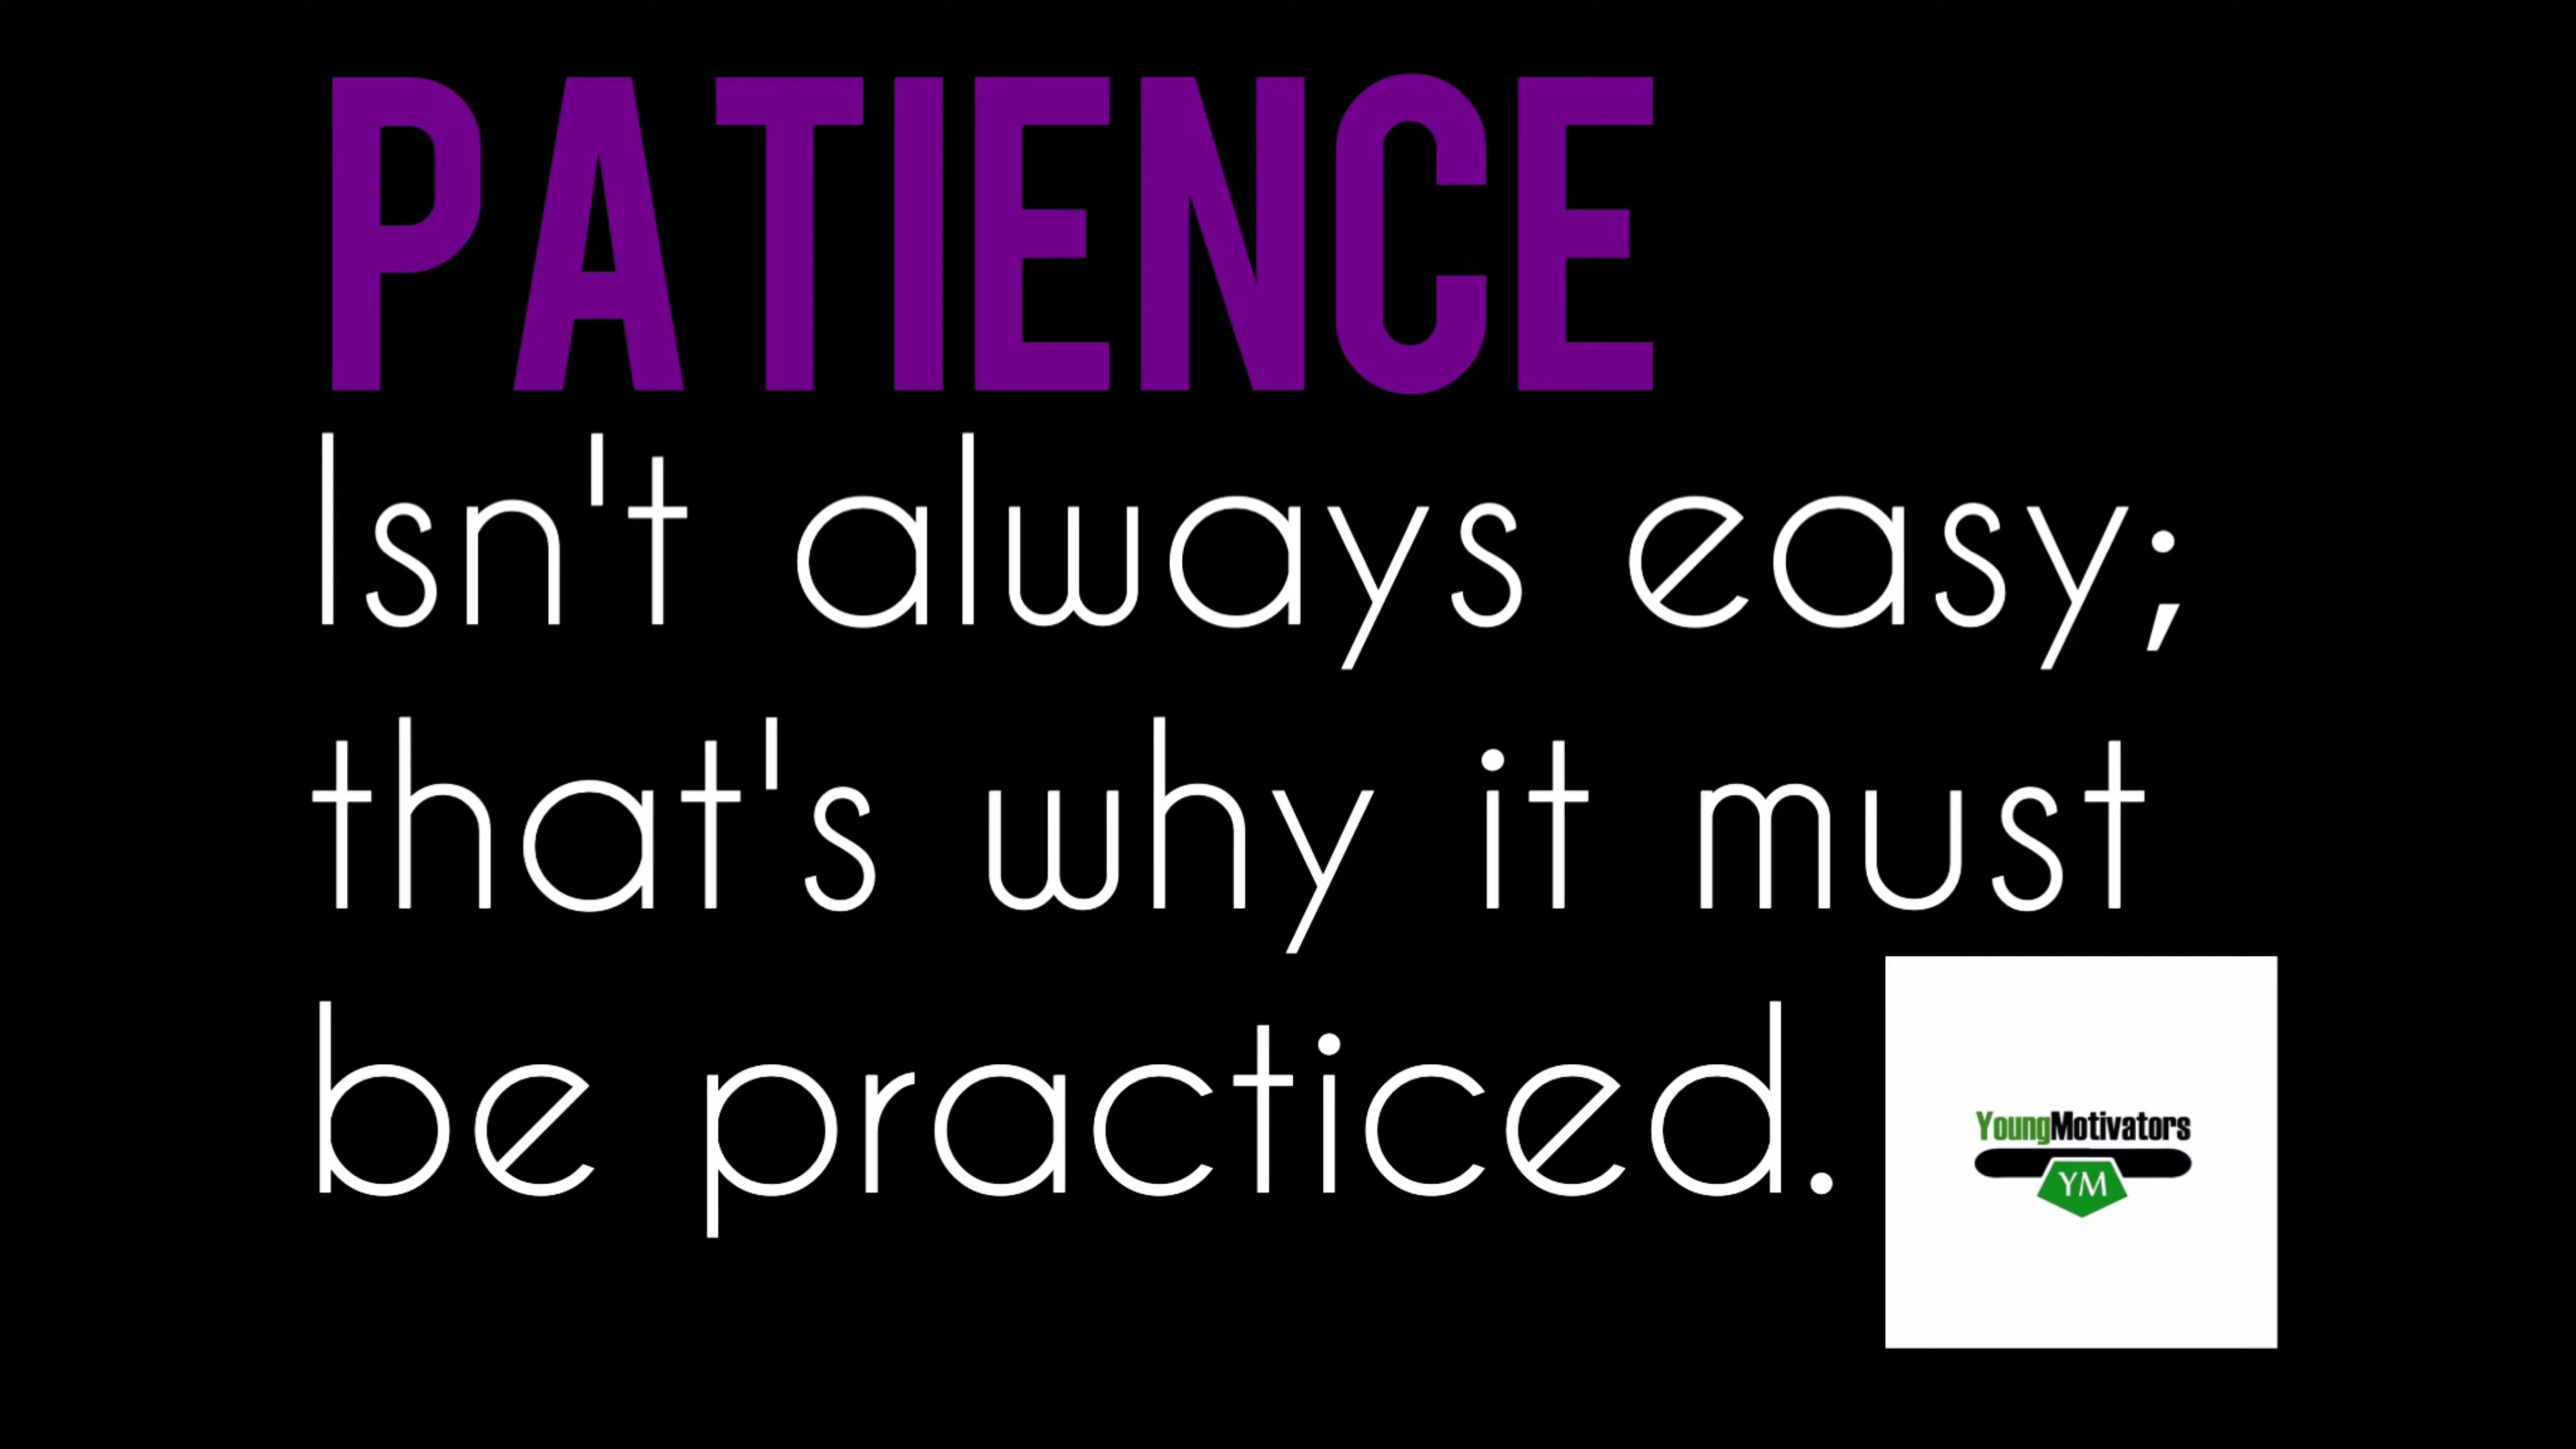 PATIENCE
Isn't always easy;
that's why it must
be practiced.
YoungMotivators
YM